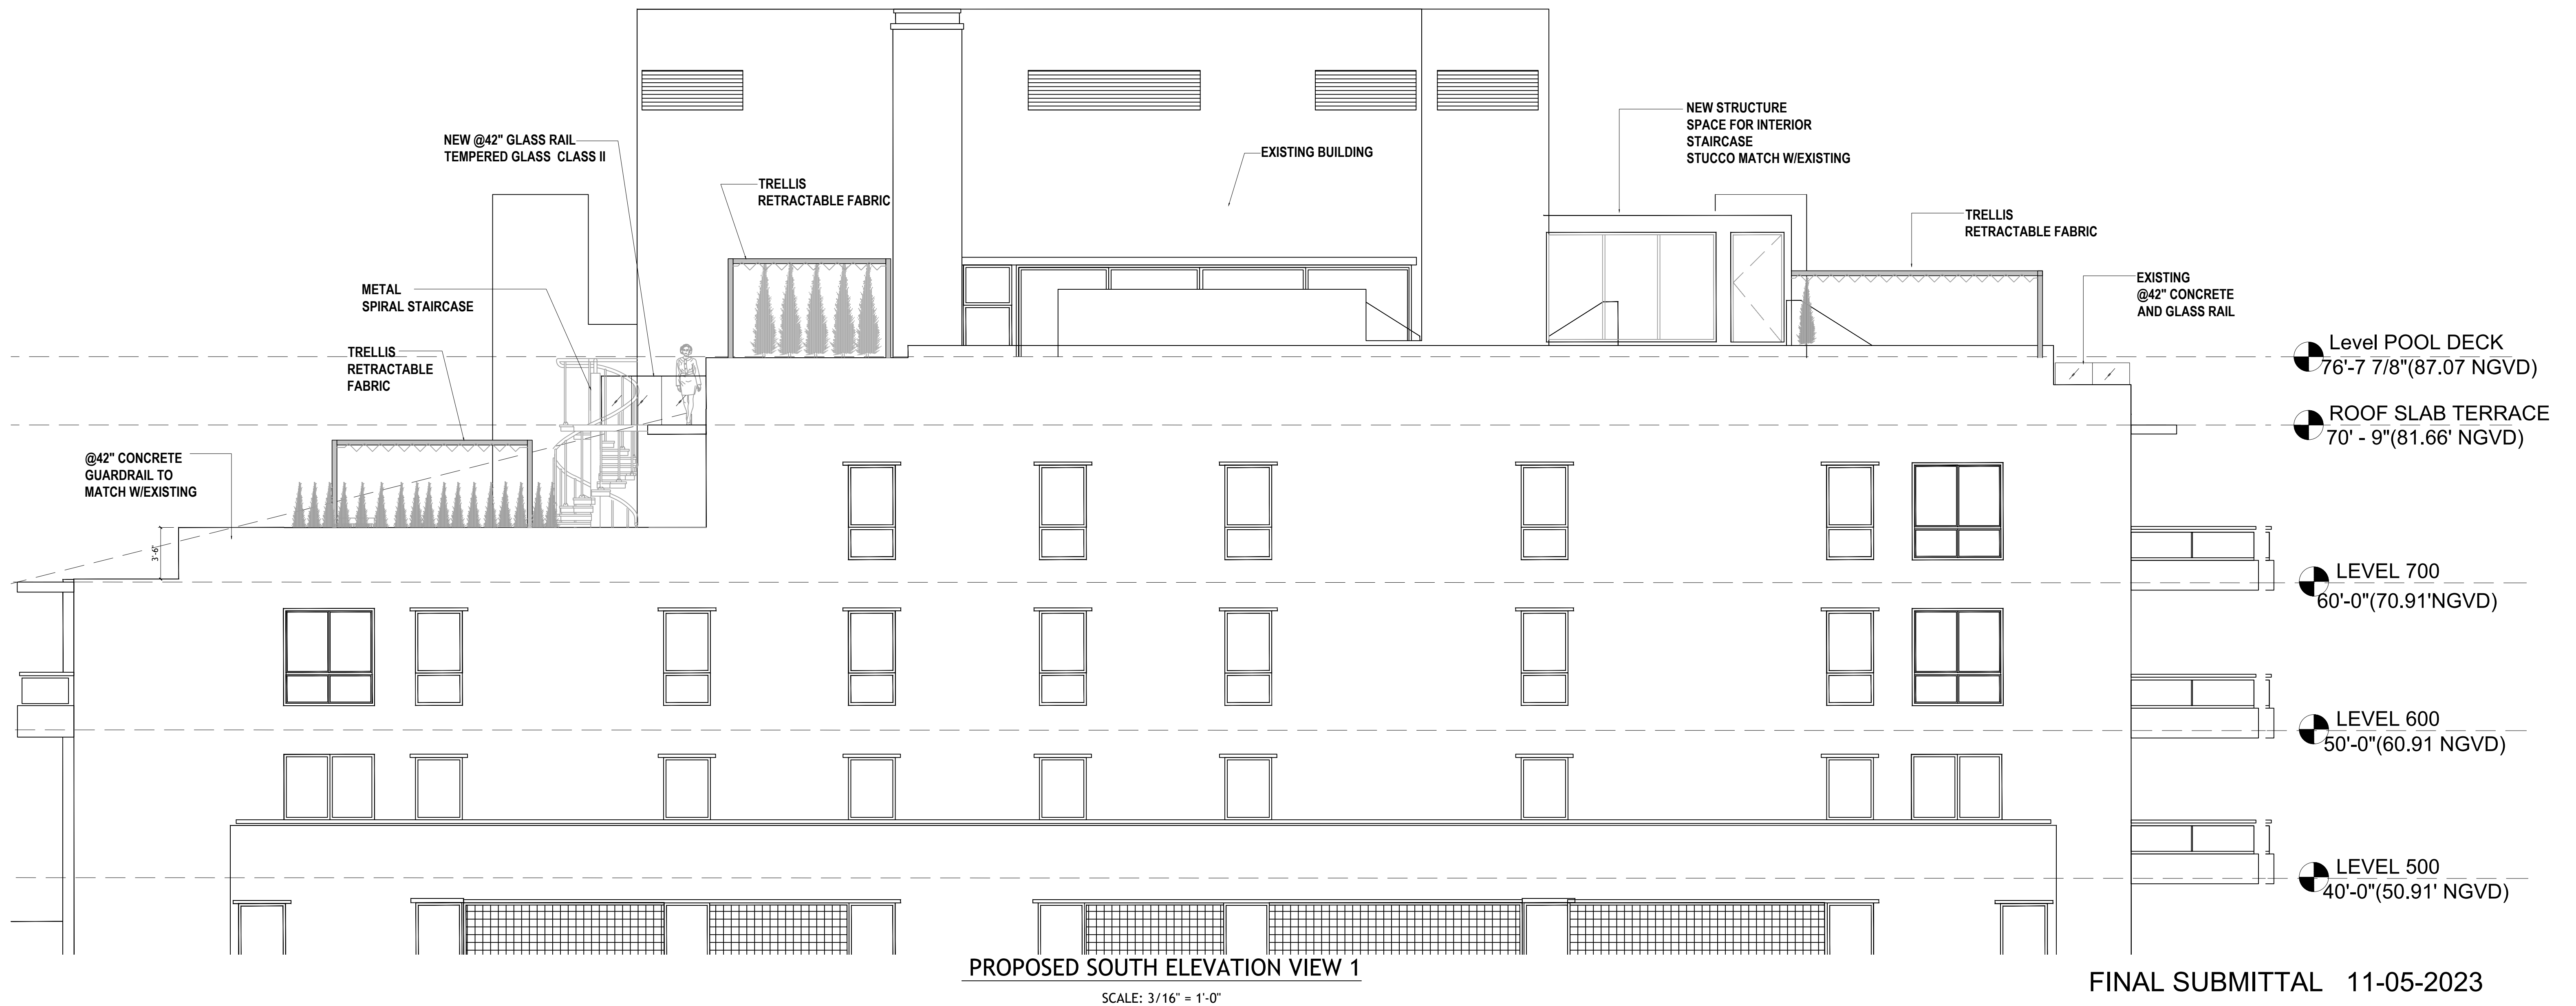 NEW STRUCTURE
SPACE FOR INTERIOR
STAIRCASE
STUCCO MATCH W/EXISTING
NEW @42" GLASS RAIL
TEMPERED GLASS  CLASS II
EXISTING BUILDING
TRELLIS
RETRACTABLE FABRIC
TRELLIS
RETRACTABLE FABRIC
METAL
SPIRAL STAIRCASE
EXISTING
@42" CONCRETE
AND GLASS RAIL
TRELLIS
RETRACTABLE
FABRIC
Level POOL DECK
76'-7 7/8"(87.07 NGVD)
ROOF SLAB TERRACE
70' - 9"(81.66' NGVD)
@42" CONCRETE
GUARDRAIL TO
MATCH W/EXISTING
3'-6"
LEVEL 700
60'-0"(70.91'NGVD)
LEVEL 600
50'-0"(60.91 NGVD)
LEVEL 500
40'-0"(50.91' NGVD)
PROPOSED SOUTH ELEVATION VIEW 1
SCALE: 3/16" = 1'-0"
FINAL SUBMITTAL   11-05-2023